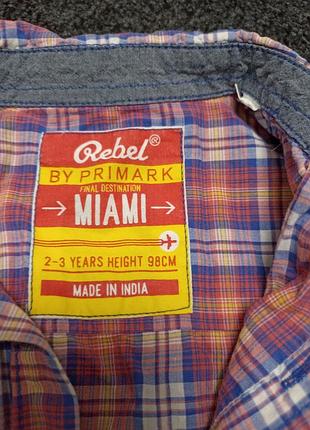 Rebel®
BY PRIMARK
FINAL DESTINATION
→ MIAMI →
2-3 YEARS HEIGHT 98CM
MADE IN INDIA